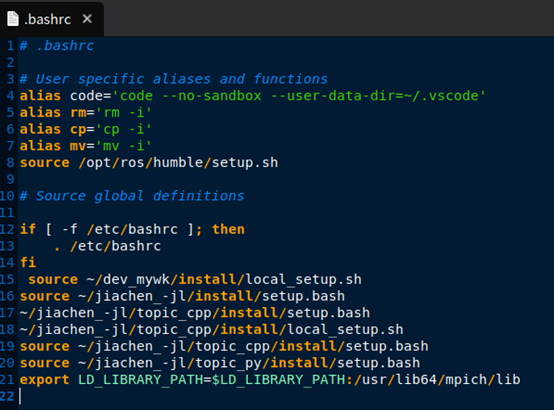 .bashrc ×
1 # .bashrc
2
3 # User specific aliases and functions
4 alias code='code --no-sandbox --user-data-dir=~/.vscode'
5 alias rm='rm -i'
6 alias cp='cp -i'
7 alias mv='mv -i'
8 source /opt/ros/humble/setup.sh
9
10 # Source global definitions
11
12 if [ -f /etc/bashrc ]; then
13     . /etc/bashrc
14 fi
15  source ~/dev_mywk/install/local_setup.sh
16 source ~/jiachen_-jl/install/setup.bash
17 ~/jiachen_-jl/topic_cpp/install/setup.bash
18 ~/jiachen_-jl/topic_cpp/install/local_setup.sh
19 source ~/jiachen_-jl/topic_cpp/install/setup.bash
20 source ~/jiachen_-jl/topic_py/install/setup.bash
21 export LD_LIBRARY_PATH=$LD_LIBRARY_PATH:/usr/lib64/mpich/lib
22